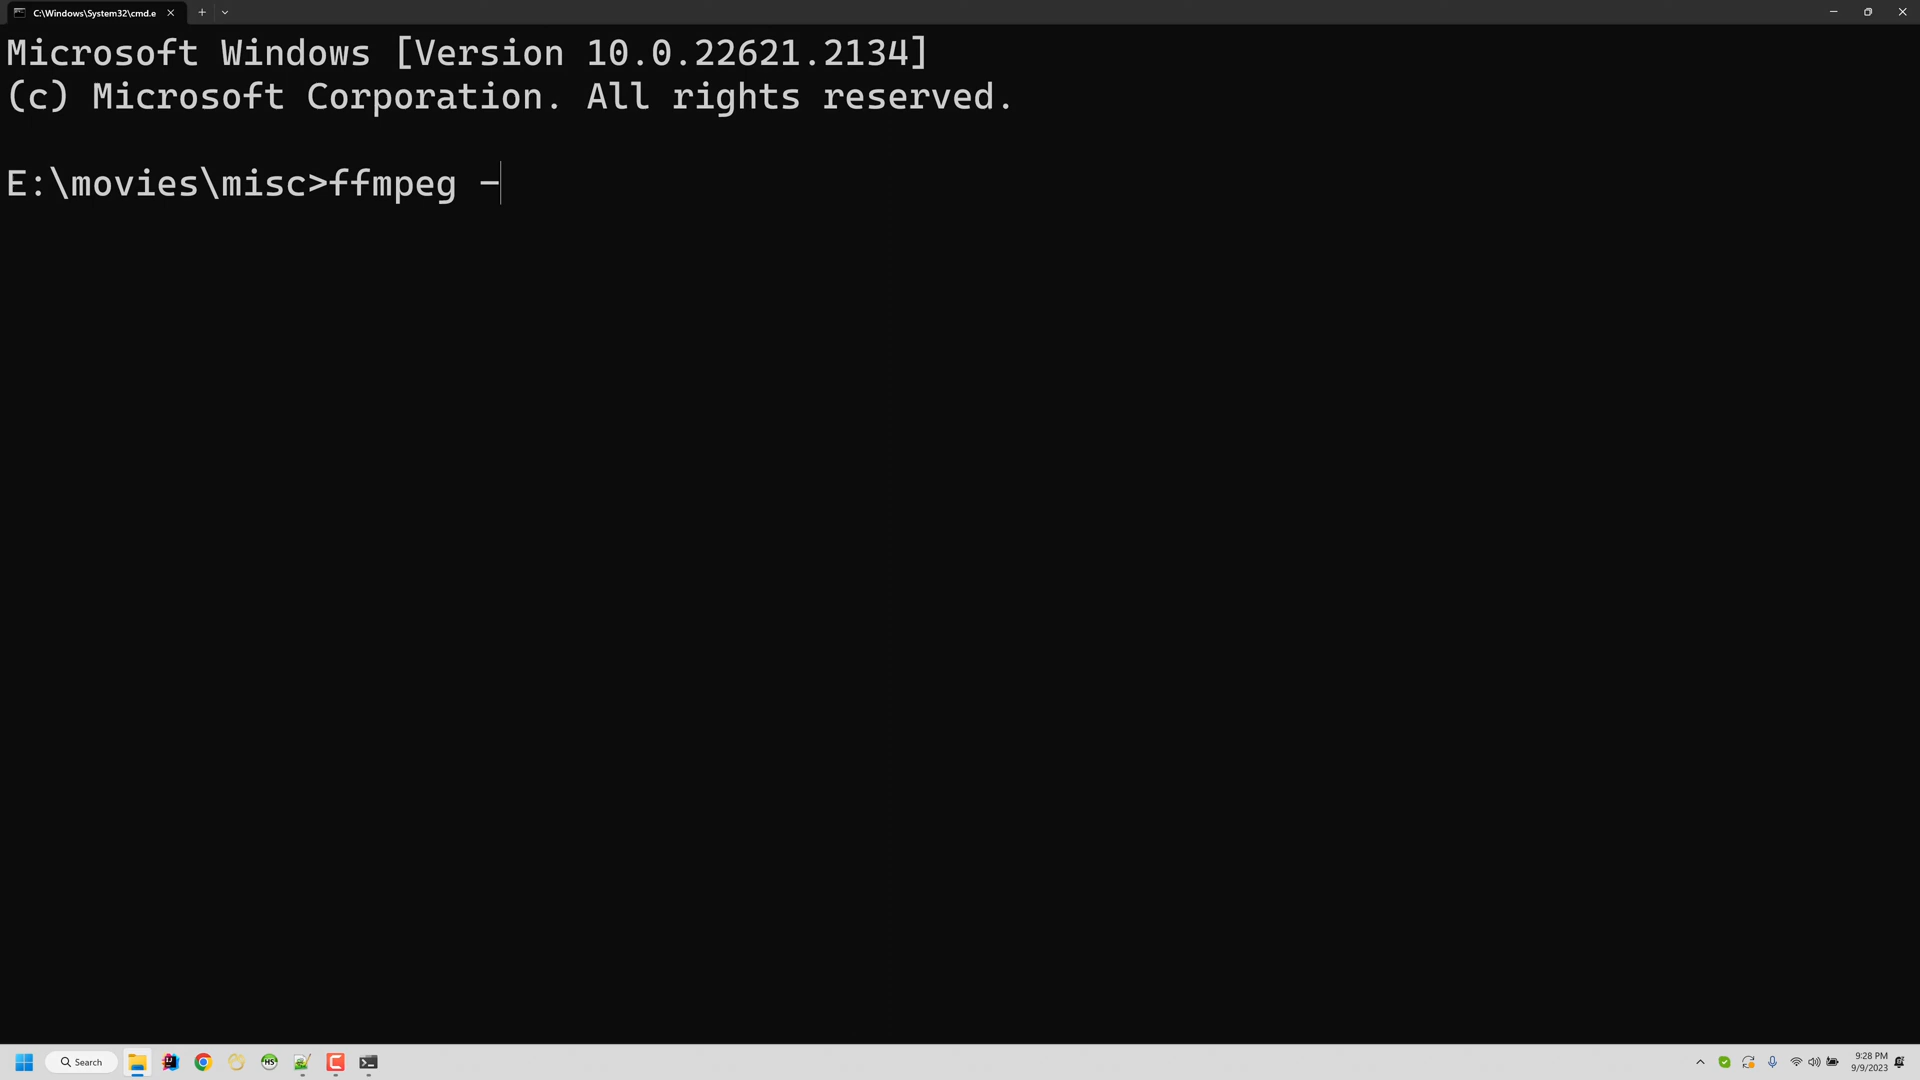 C:\Windows\System32\cmd.e
Microsoft Windows [Version 10.0.22621.2134]
(c) Microsoft Corporation. All rights reserved.
E:\movies\misc>ffmpeg -
Search
9:28 PM
9/9/2023